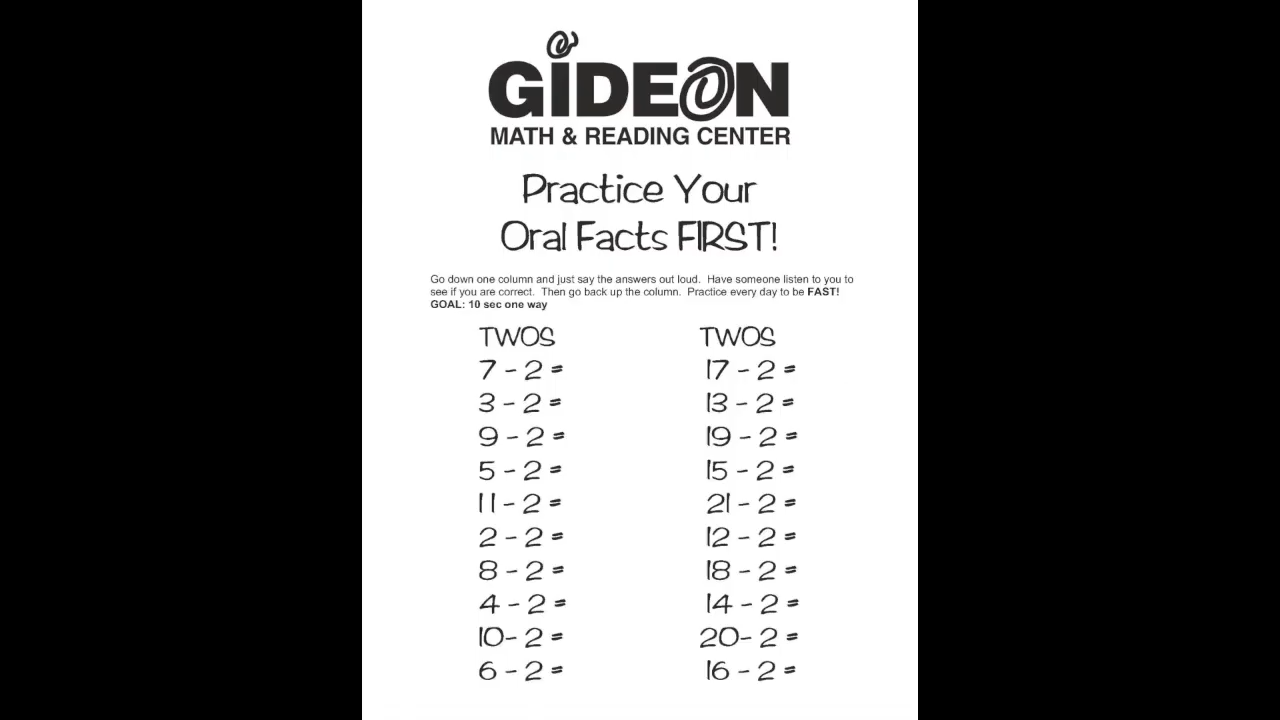 GIDEON
MATH & READING CENTER
Practice Your
Oral Facts FIRST!
Go down one column and just say the answers out loud.  Have someone listen to you to
see if you are correct.  Then go back up the column.  Practice every day to be FAST!
GOAL: 10 sec one way
TWOS
7 - 2 =
3 - 2 =
9 - 2 =
5 - 2 =
11 - 2 =
2 - 2 =
8 - 2 =
4 - 2 =
10- 2 =
6 - 2 =
TWOS
17 - 2 =
13 - 2 =
19 - 2 =
15 - 2 =
21 - 2 =
12 - 2 =
18 - 2 =
14 - 2 =
20- 2 =
16 - 2 =